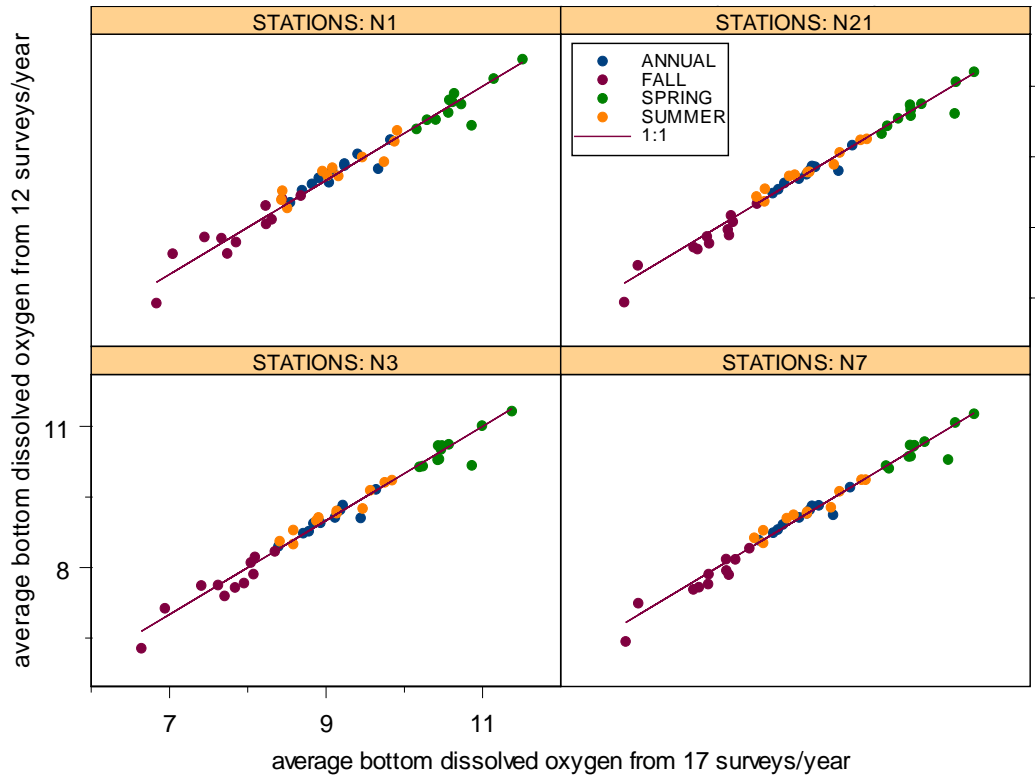 STATIONS: N1
STATIONS: N21
ANNUAL
FALL
SPRING
SUMMER
1:1
STATIONS: N3
STATIONS: N7
average bottom dissolved oxygen from 12 surveys/year
11
8
7
9
11
average bottom dissolved oxygen from 17 surveys/year